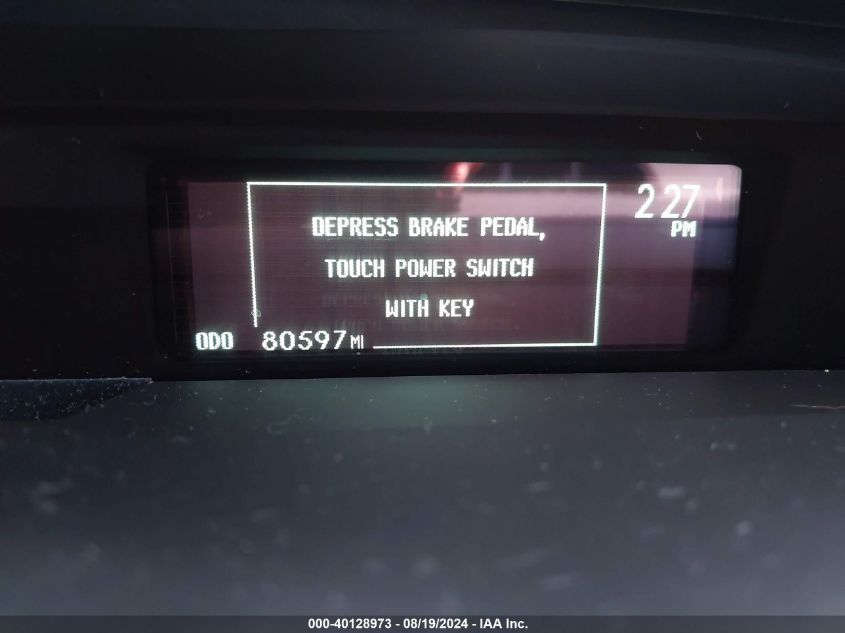 DEPRESS BRAKE PEDAL,
TOUCH POWER SWITCH
WITH KEY
2 27
PM
ODO 80597 MI
000-40128973 - 08/19/2024 - IAA Inc.